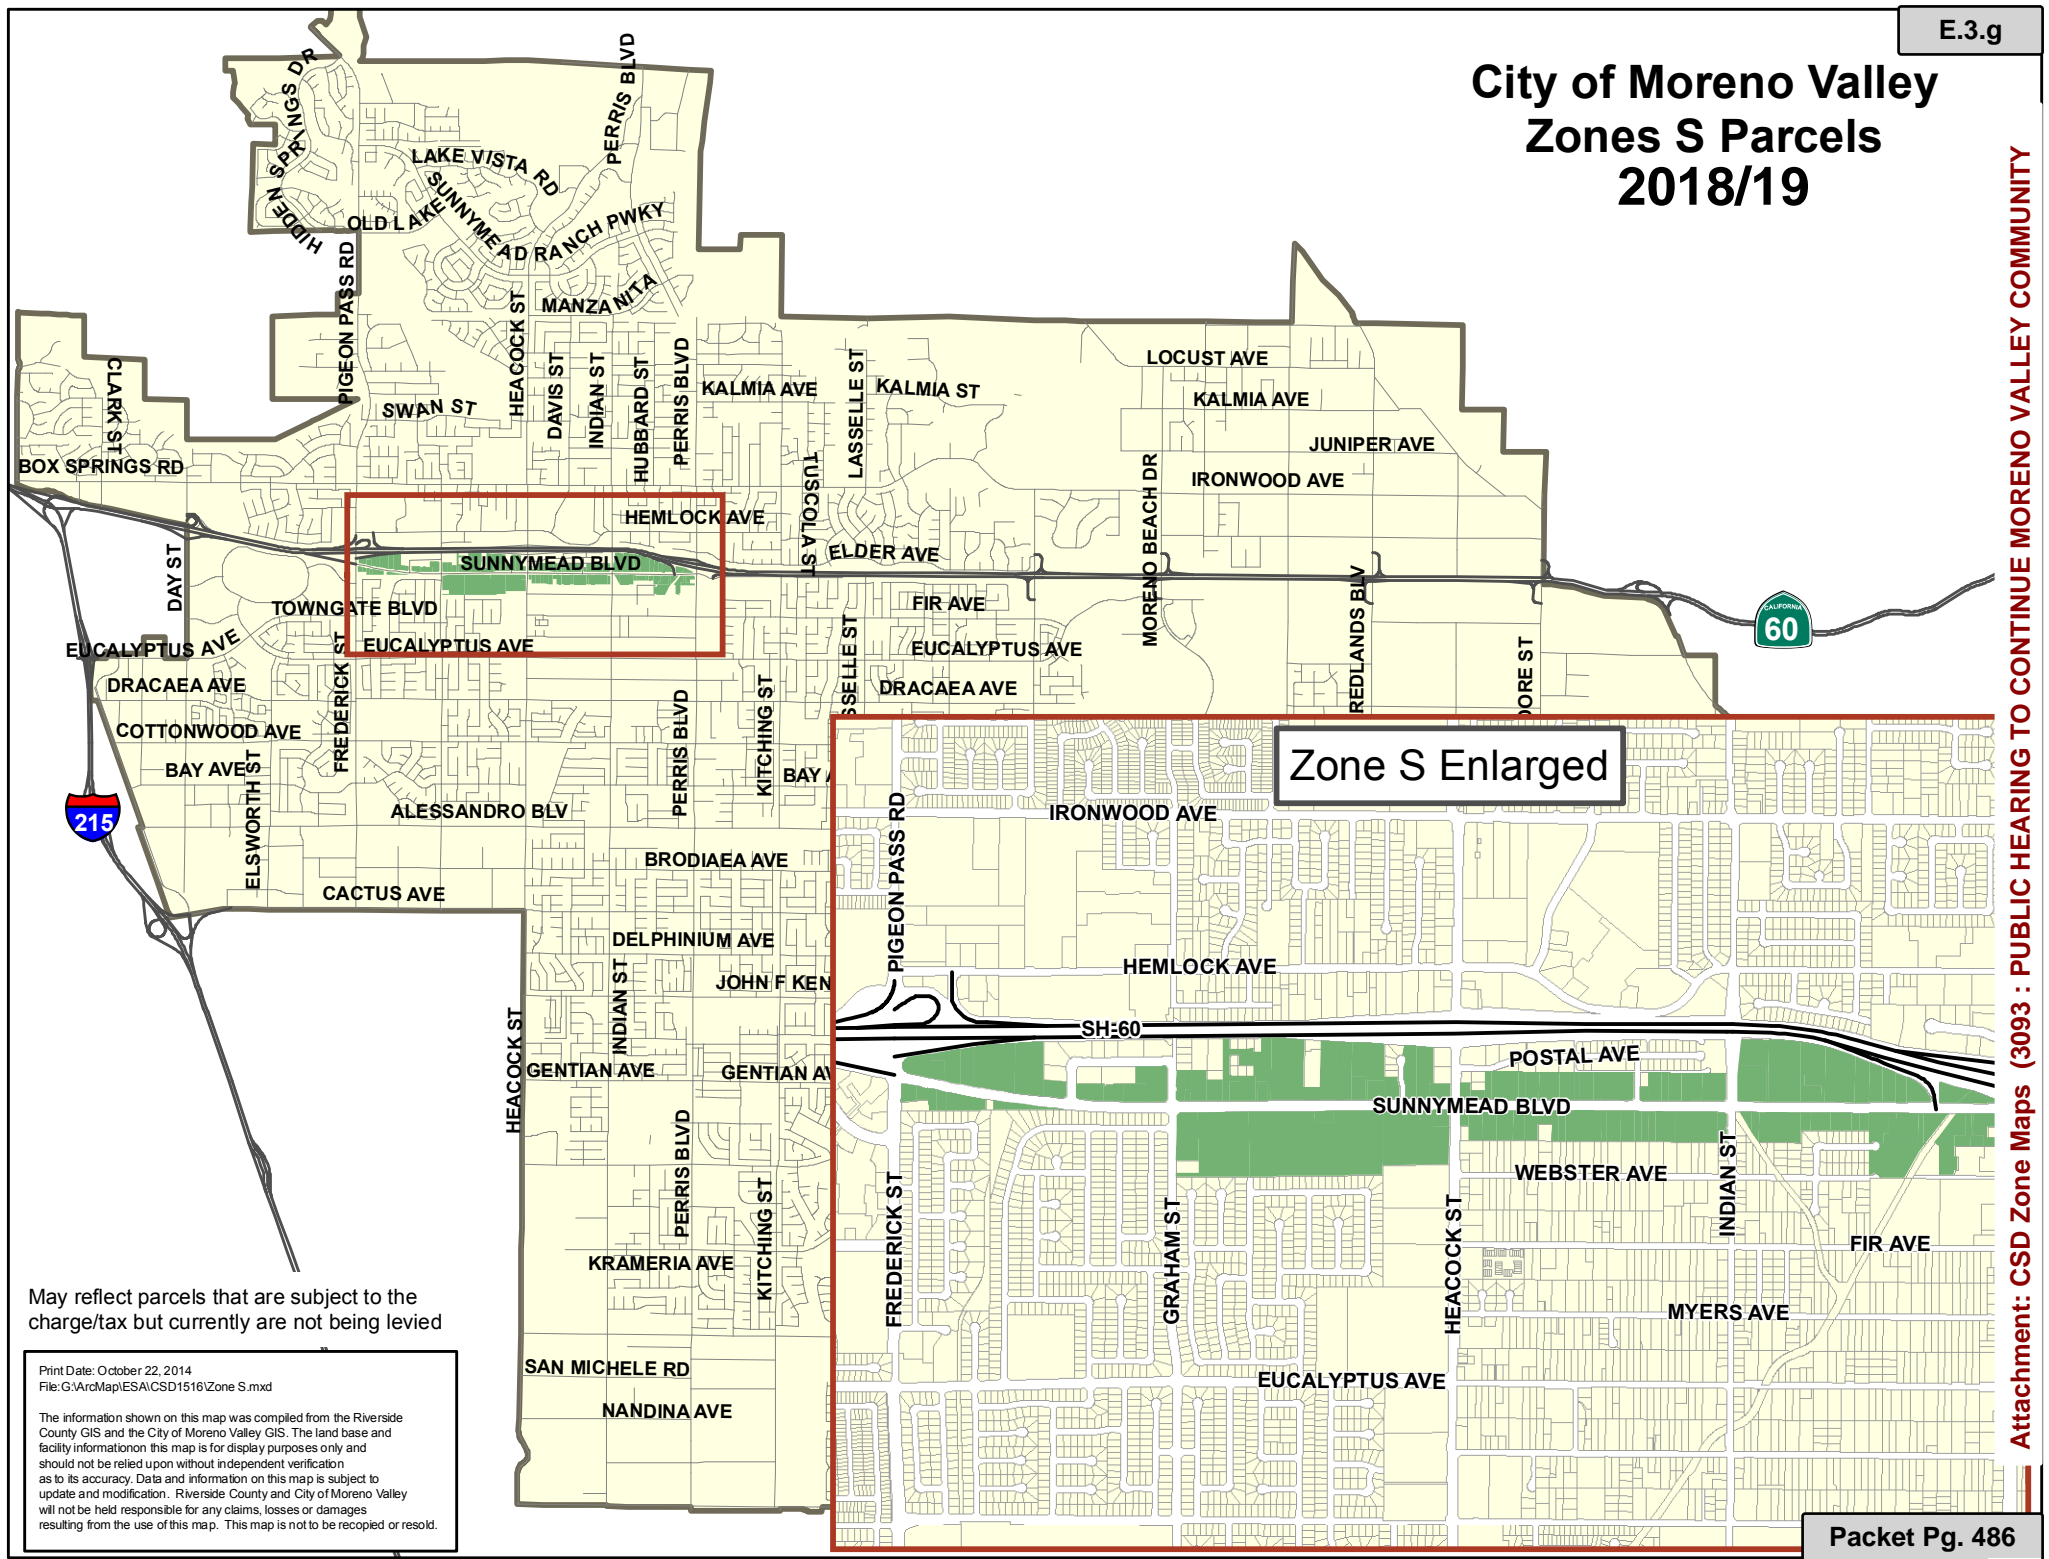 E.3.g
City of Moreno Valley
Zones S Parcels
2018/19
HIDDEN SPRINGS DR
PERRIS BLVD
LAKE VISTA RD
SUNNYMEAD RANCH PWKY
OLD LAKE
PIGEON PASS RD
MANZANITA
HEACOCK ST
DAVIS ST
INDIAN ST
HUBBARD ST
PERRIS BLVD
LASSELLE ST
KALMIA AVE
KALMIA ST
LOCUST AVE
KALMIA AVE
JUNIPER AVE
IRONWOOD AVE
CLARK ST
SWAN ST
BOX SPRINGS RD
TUSCOLA ST
MORENO BEACH DR
HEMLOCK AVE
ELDER AVE
SUNNYMEAD BLVD
DAY ST
TOWNGATE BLVD
FIR AVE
REDLANDS BLV
CALIFORNIA
60
EUCALYPTUS AVE
EUCALYPTUS AVE
EUCALYPTUS AVE
FREDERICK ST
SSELLE ST
OORE ST
DRACAEA AVE
DRACAEA AVE
COTTONWOOD AVE
PERRIS BLVD
KITCHING ST
BAY AVE
BAY A
ELSWORTH ST
ALESSANDRO BLV
215
BRODIAEA AVE
CACTUS AVE
DELPHINIUM AVE
INDIAN ST
JOHN F KEN
HEACOCK ST
GENTIAN AVE
GENTIAN AV
PERRIS BLVD
KITCHING ST
KRAMERIA AVE
SAN MICHELE RD
NANDINA AVE
Zone S Enlarged
PIGEON PASS RD
IRONWOOD AVE
HEMLOCK AVE
SH-60
POSTAL AVE
SUNNYMEAD BLVD
WEBSTER AVE
INDIAN ST
FREDERICK ST
GRAHAM ST
HEACOCK ST
FIR AVE
MYERS AVE
EUCALYPTUS AVE
May reflect parcels that are subject to the
charge/tax but currently are not being levied
Print Date: October 22, 2014
File:G:\ArcMap\ESA\CSD1516\Zone S.mxd
The information shown on this map was compiled from the Riverside
County GIS and the City of Moreno Valley GIS. The land base and
facility informationon this map is for display purposes only and
should not be relied upon without independent verification
as to its accuracy. Data and information on this map is subject to
update and modification. Riverside County and City of Moreno Valley
will not be held responsible for any claims, losses or damages
resulting from the use of this map. This map is not to be recopied or resold.
Attachment: CSD Zone Maps (3093 : PUBLIC HEARING TO CONTINUE MORENO VALLEY COMMUNITY
Packet Pg. 486